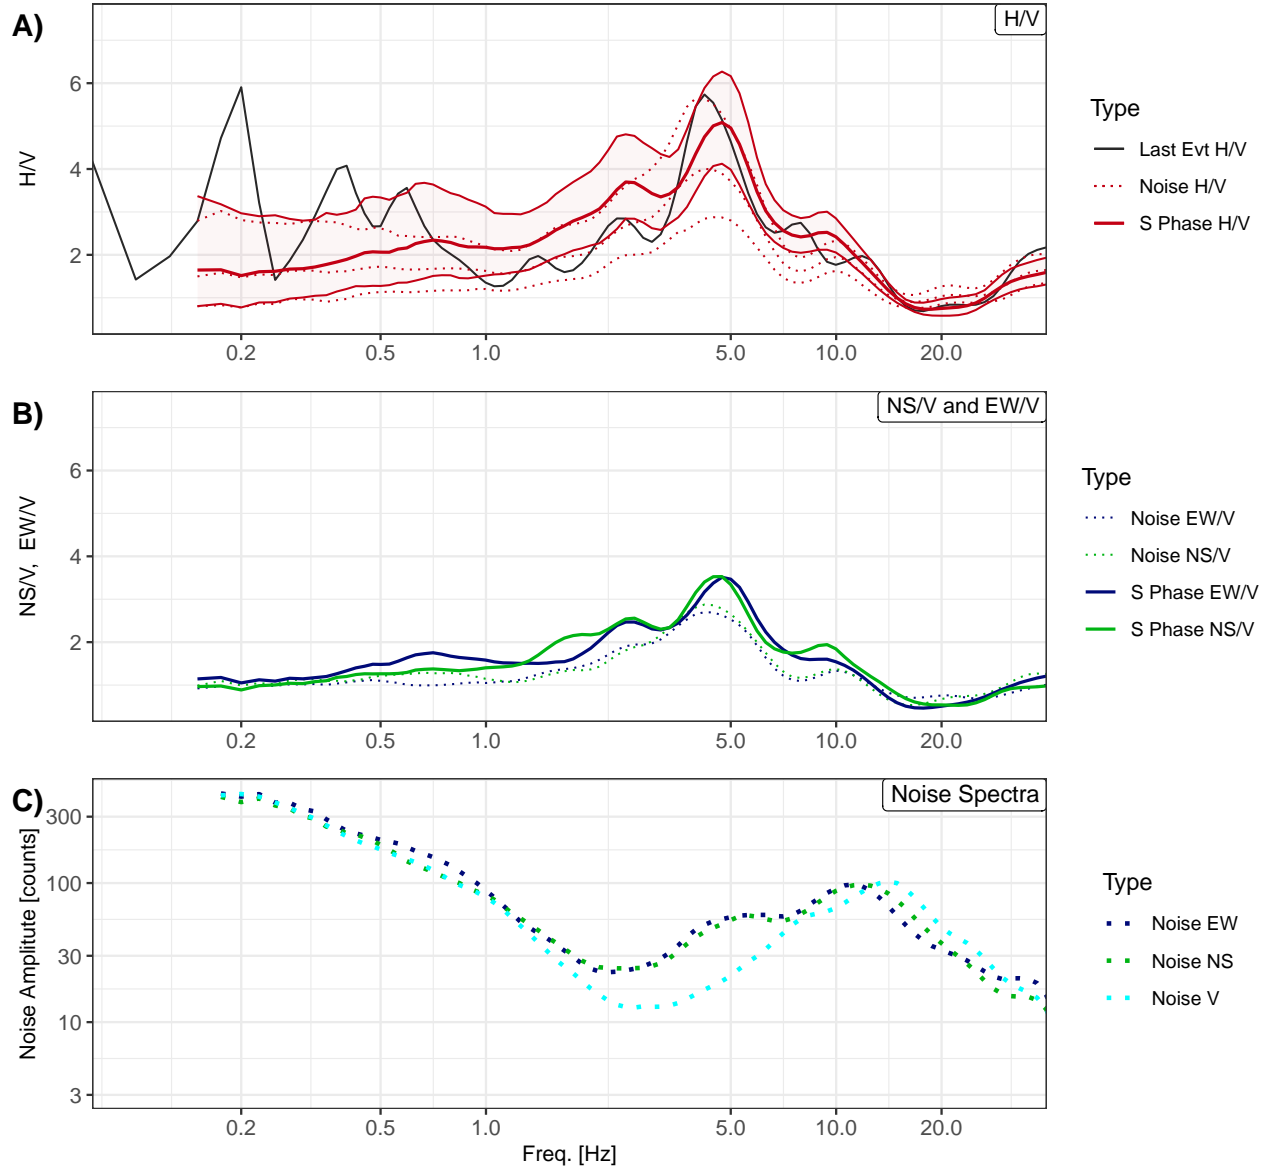 A)
H/V
6
4
2
H/V
0.2 0.5 1.0 5.0 10.0 20.0
Type
Last Evt H/V
Noise H/V
S Phase H/V
B)
NS/V and EW/V
6
4
2
NS/V, EW/V
0.2 0.5 1.0 5.0 10.0 20.0
Type
Noise EW/V
Noise NS/V
S Phase EW/V
S Phase NS/V
C)
Noise Spectra
300
100
30
10
3
Noise Amplitute [counts]
0.2 0.5 1.0 5.0 10.0 20.0
Freq. [Hz]
Type
Noise EW
Noise NS
Noise V